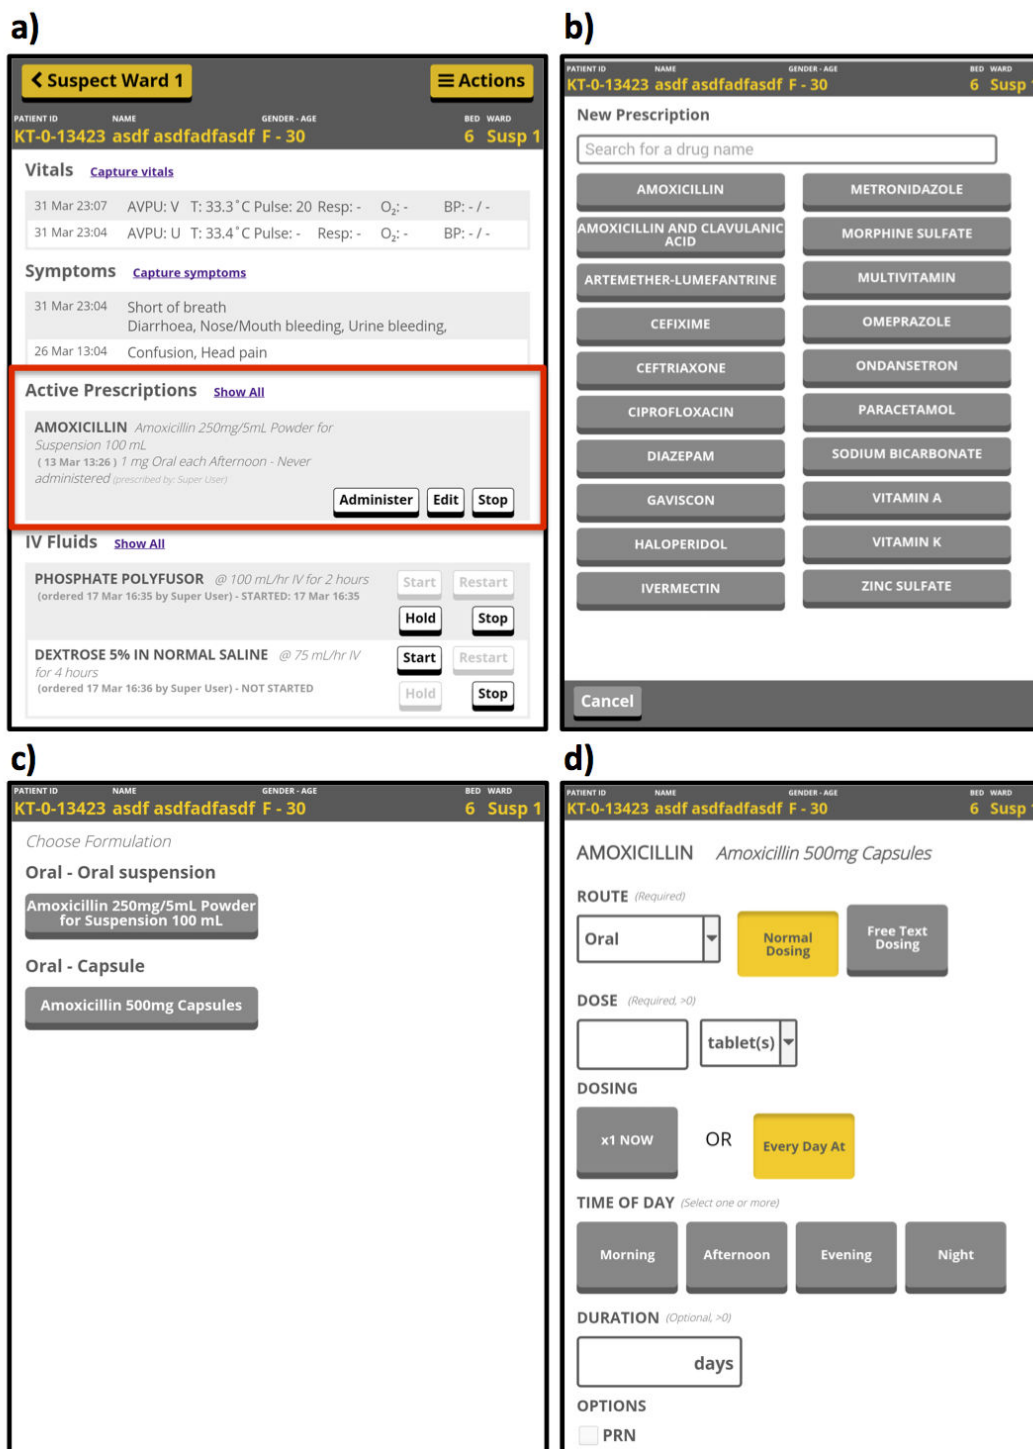 a)
< Suspect Ward 1
Actions
PATIENT ID NAME GENDER - AGE BED WARD
KT-0-13423 asdf asdfadfasdf F - 30 6 Susp 1
Vitals Capture vitals
31 Mar 23:07 AVPU: V T: 33.3°C Pulse: 20 Resp: - O₂: - BP: - / -
31 Mar 23:04 AVPU: U T: 33.4°C Pulse: - Resp: - O₂: - BP: - / -
Symptoms Capture symptoms
31 Mar 23:04 Short of breath
Diarrhoea, Nose/Mouth bleeding, Urine bleeding,
26 Mar 13:04 Confusion, Head pain
Active Prescriptions Show All
AMOXICILLIN Amoxicillin 250mg/5mL Powder for
Suspension 100 mL
( 13 Mar 13:26 ) 1 mg Oral each Afternoon - Never
administered (prescribed by: Super User)
Administer Edit Stop
IV Fluids Show All
PHOSPHATE POLYFUSOR @ 100 mL/hr IV for 2 hours
(ordered 17 Mar 16:35 by Super User) - STARTED: 17 Mar 16:35
Start Restart
Hold Stop
DEXTROSE 5% IN NORMAL SALINE @ 75 mL/hr IV
for 4 hours
(ordered 17 Mar 16:36 by Super User) - NOT STARTED
Start Restart
Hold Stop
b)
PATIENT ID NAME GENDER - AGE BED WARD
KT-0-13423 asdf asdfadfasdf F - 30 6 Susp 1
New Prescription
Search for a drug name
AMOXICILLIN METRONIDAZOLE
AMOXICILLIN AND CLAVULANIC
ACID
MORPHINE SULFATE
ARTEMETHER-LUMEFANTRINE MULTIVITAMIN
CEFIXIME OMEPRAZOLE
CEFTRIAXONE ONDANSETRON
CIPROFLOXACIN PARACETAMOL
DIAZEPAM SODIUM BICARBONATE
GAVISCON VITAMIN A
HALOPERIDOL VITAMIN K
IVERMECTIN ZINC SULFATE
Cancel
c)
PATIENT ID NAME GENDER - AGE BED WARD
KT-0-13423 asdf asdfadfasdf F - 30 6 Susp 1
Choose Formulation
Oral - Oral suspension
Amoxicillin 250mg/5mL Powder
for Suspension 100 mL
Oral - Capsule
Amoxicillin 500mg Capsules
d)
PATIENT ID NAME GENDER - AGE BED WARD
KT-0-13423 asdf asdfadfasdf F - 30 6 Susp 1
AMOXICILLIN Amoxicillin 500mg Capsules
ROUTE (Required)
Oral
Normal
Dosing
Free Text
Dosing
DOSE (Required, >0)
tablet(s)
DOSING
x1 NOW OR Every Day At
TIME OF DAY (Select one or more)
Morning Afternoon Evening Night
DURATION (Optional, >0)
days
OPTIONS
PRN